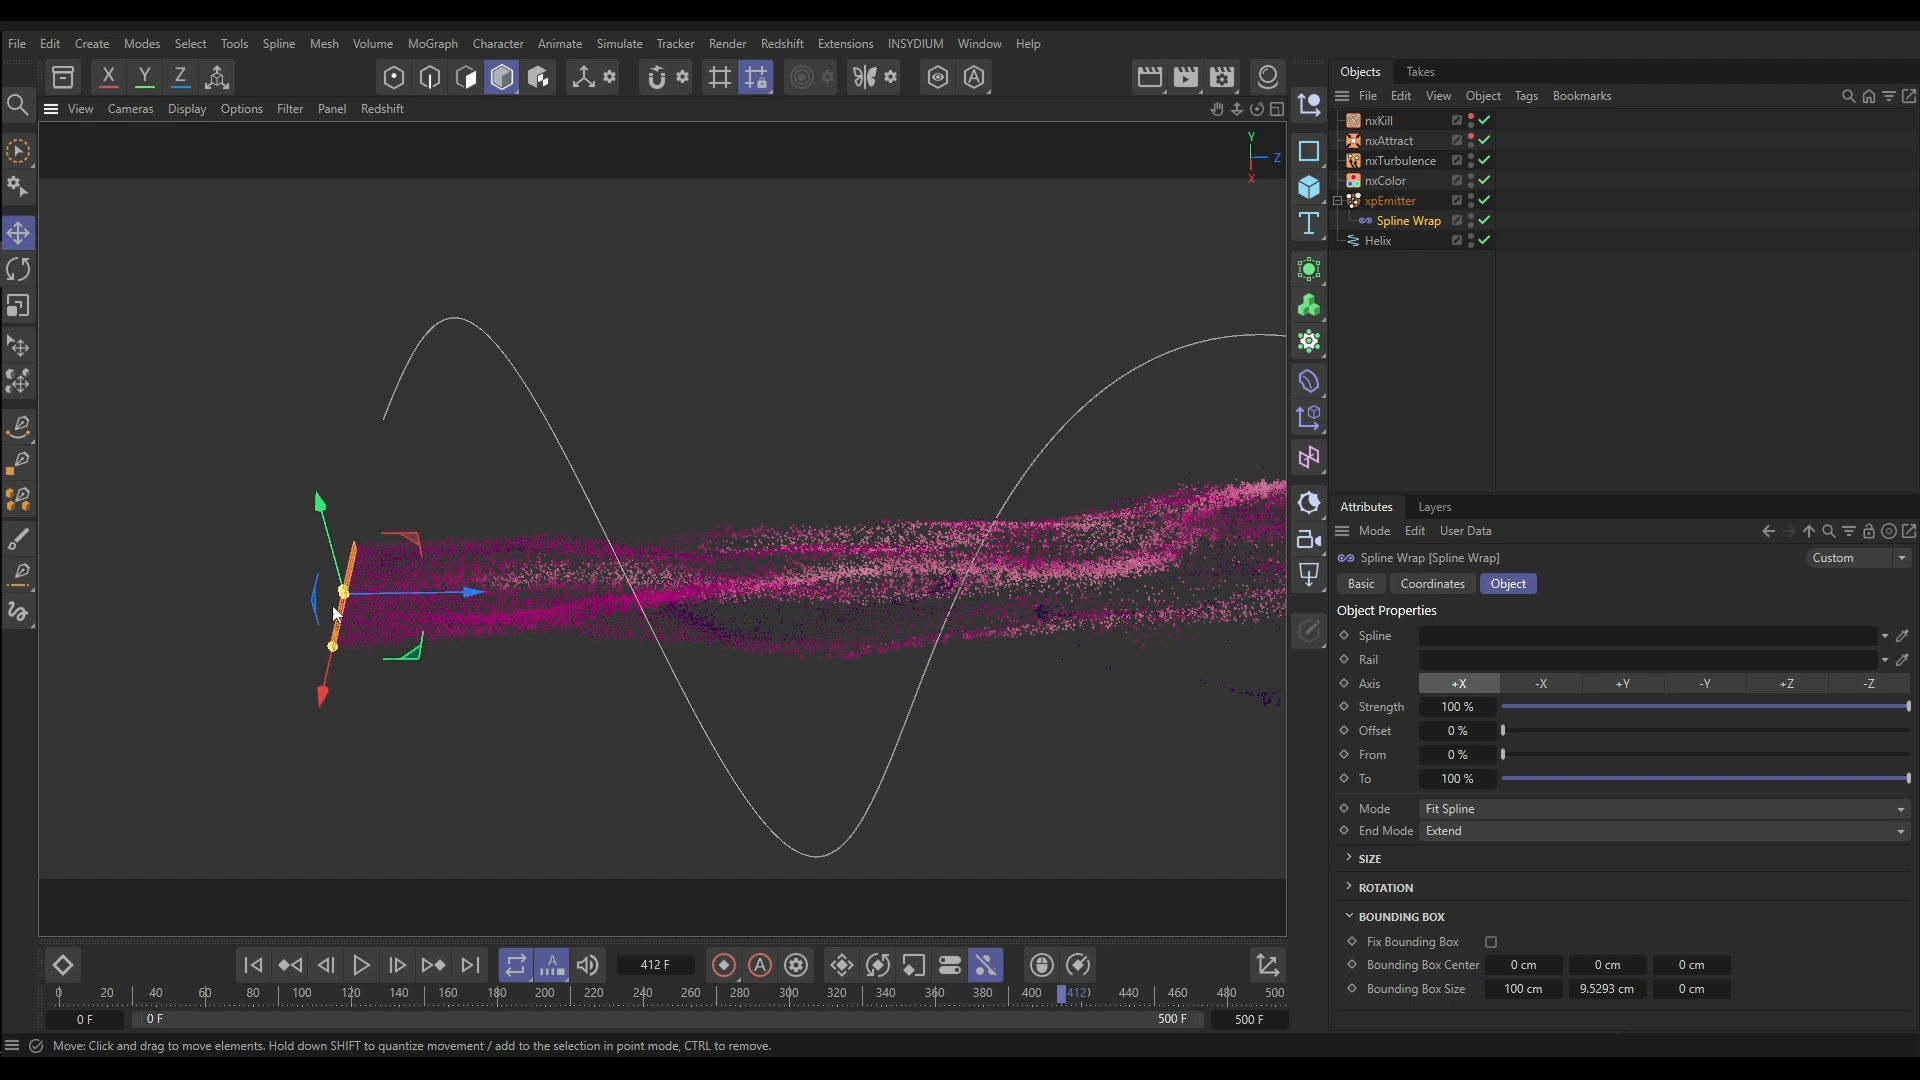 File Edit Create Modes Select Tools Spline Mesh Volume MoGraph Character Animate Simulate Tracker Render Redshift Extensions INSYDIUM Window Help
X Y Z
View Cameras Display Options Filter Panel Redshift
Y
Z
X
Objects Takes
File Edit View Object Tags Bookmarks
nxKill
nxAttract
nxTurbulence
nxColor
xpEmitter
Spline Wrap
Helix
Attributes Layers
Mode Edit User Data
Spline Wrap [Spline Wrap]
Custom
Basic Coordinates Object
Object Properties
Spline
Rail
Axis +X -X +Y -Y +Z -Z
Strength 100 %
Offset 0 %
From 0 %
To 100 %
Mode Fit Spline
End Mode Extend
SIZE
ROTATION
BOUNDING BOX
Fix Bounding Box
Bounding Box Center 0 cm 0 cm 0 cm
Bounding Box Size 100 cm 9.5293 cm 0 cm
412 F
0 20 40 60 80 100 120 140 160 180 200 220 240 260 280 300 320 340 360 380 400 412 440 460 480 500
0 F 0 F 500 F 500 F
Move: Click and drag to move elements. Hold down SHIFT to quantize movement / add to the selection in point mode, CTRL to remove.